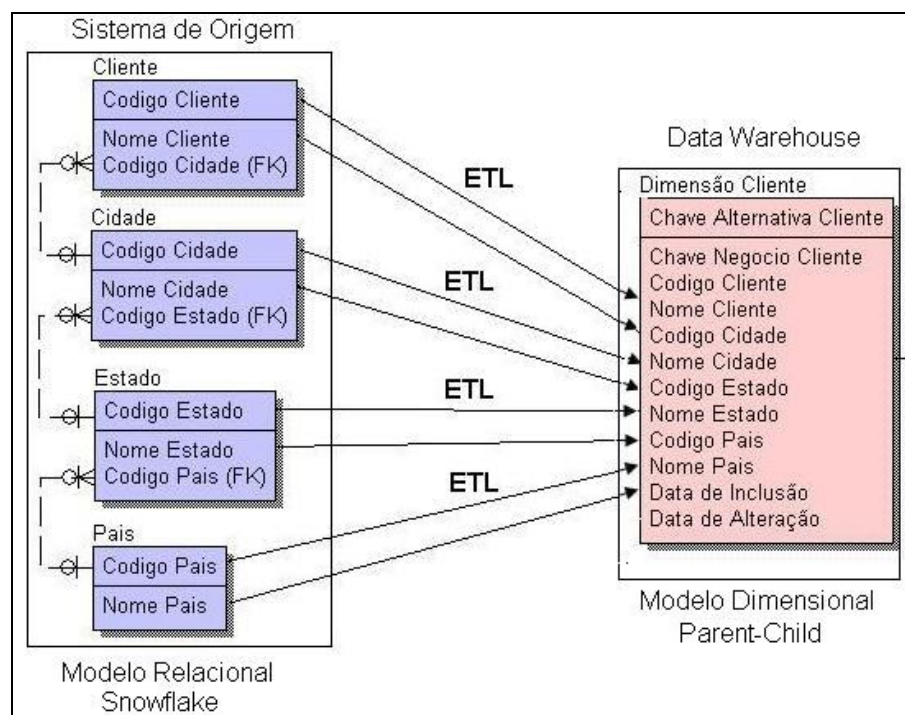 Sistema de Origem
Cliente
Codigo Cliente
Nome Cliente
Codigo Cidade (FK)
Cidade
Codigo Cidade
Nome Cidade
Codigo Estado (FK)
Estado
Codigo Estado
Nome Estado
Codigo Pais (FK)
Pais
Codigo Pais
Nome Pais
Modelo Relacional
Snowflake
ETL
ETL
ETL
ETL
Data Warehouse
Dimensão Cliente
Chave Alternativa Cliente
Chave Negocio Cliente
Codigo Cliente
Nome Cliente
Codigo Cidade
Nome Cidade
Codigo Estado
Nome Estado
Codigo Pais
Nome Pais
Data de Inclusão
Data de Alteração
Modelo Dimensional
Parent-Child